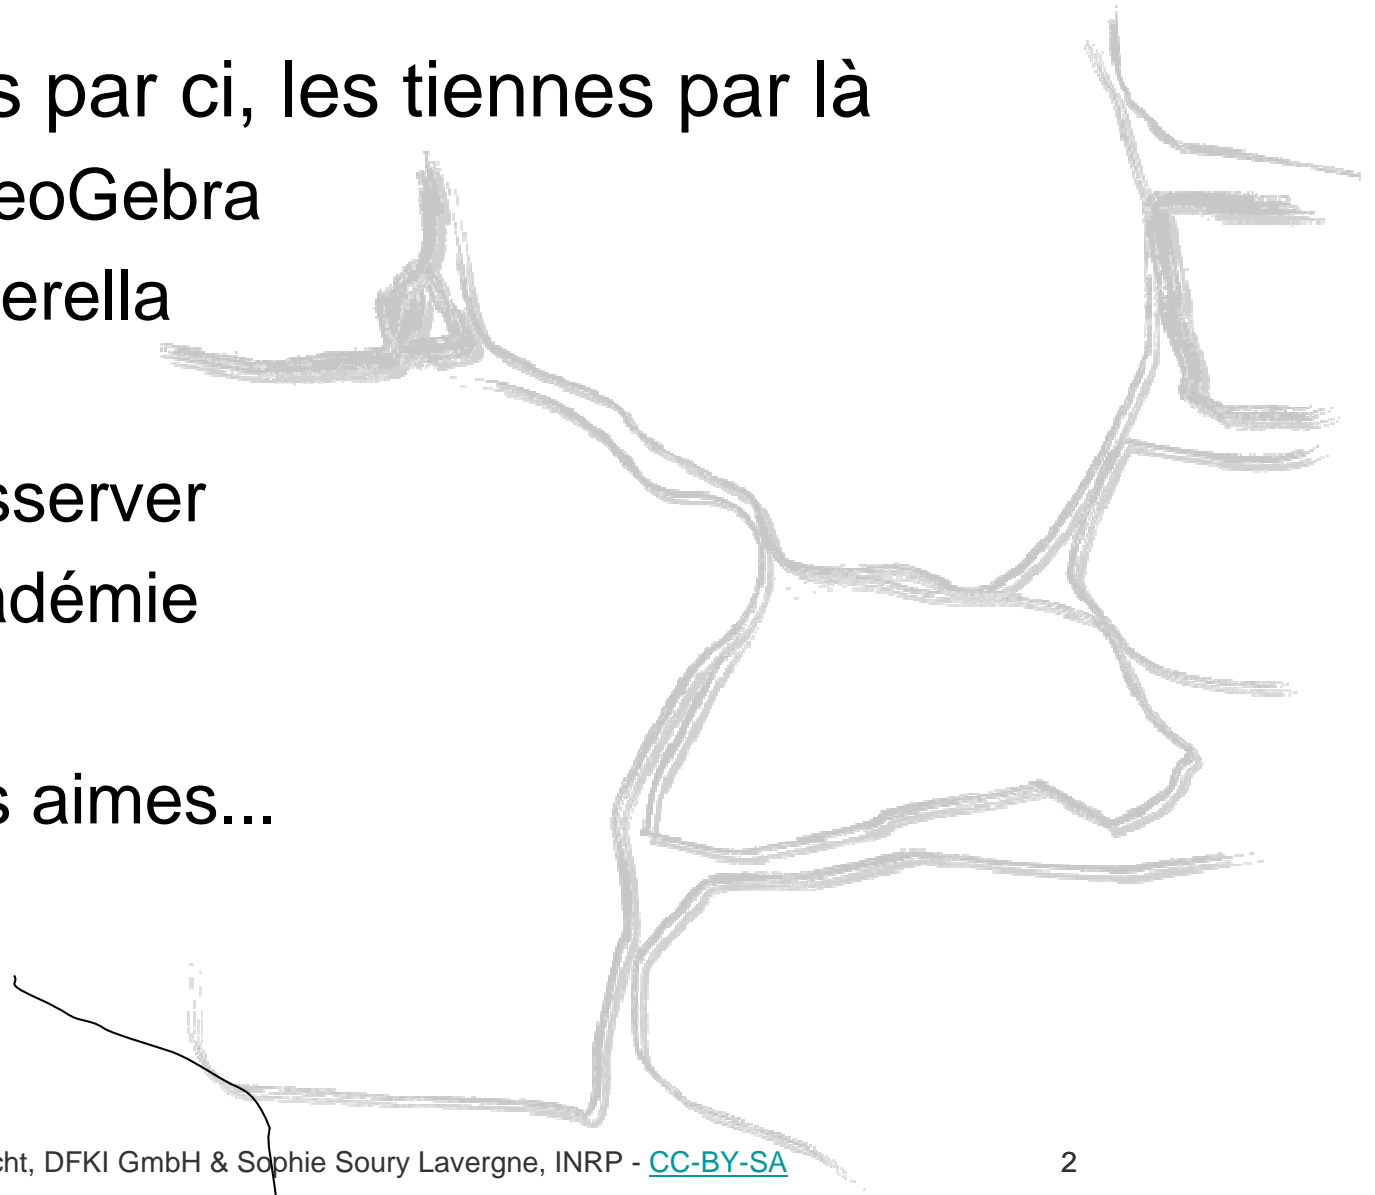 s par ci, les tiennes par là
eoGebra
erella
sserver
adémie
s aimes...
cht, DFKI GmbH & Sophie Soury Lavergne, INRP - CC-BY-SA 2